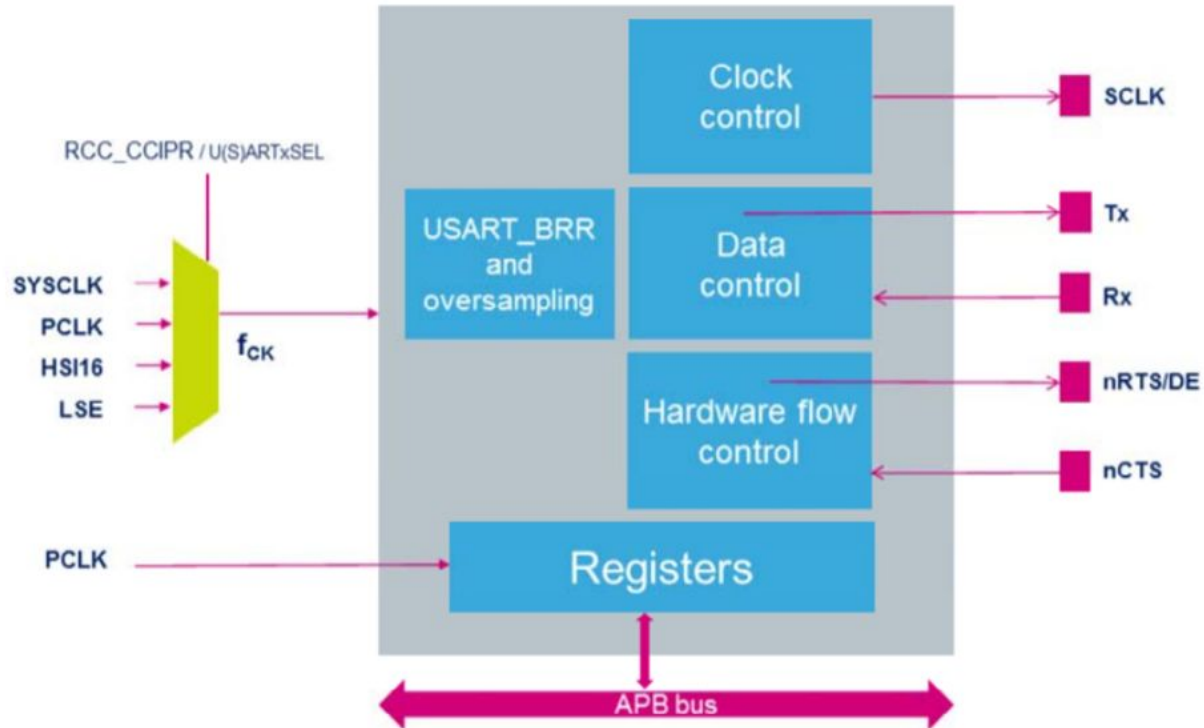 Clock
control
SCLK
RCC_CCIPR / U(S)ARTxSEL
USART_BRR
and
oversampling
Data
control
Tx
Rx
SYSCLK
PCLK
HSI16
LSE
fCK
Hardware flow
control
nRTS/DE
nCTS
PCLK
Registers
APB bus